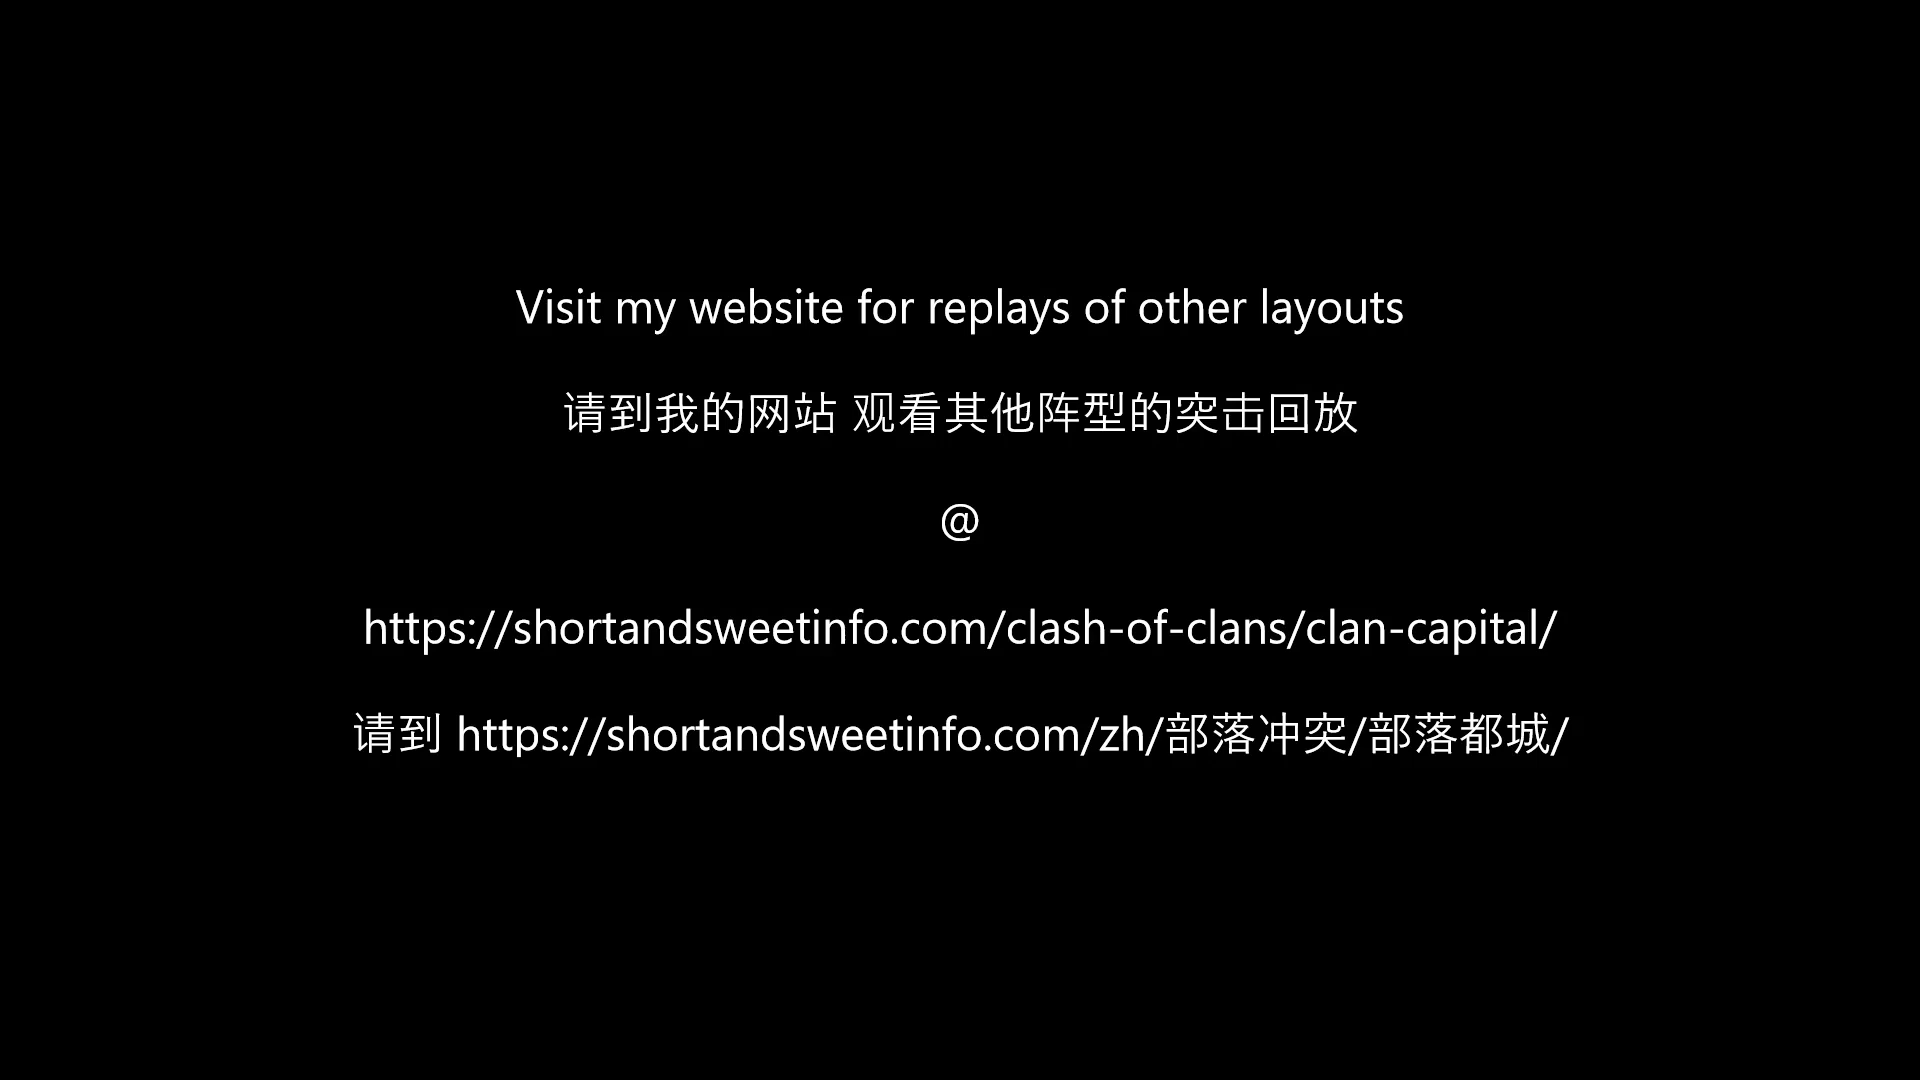 Visit my website for replays of other layouts
请到我的网站 观看其他阵型的突击回放
@
https://shortandsweetinfo.com/clash-of-clans/clan-capital/
请到 https://shortandsweetinfo.com/zh/部落冲突/部落都城/